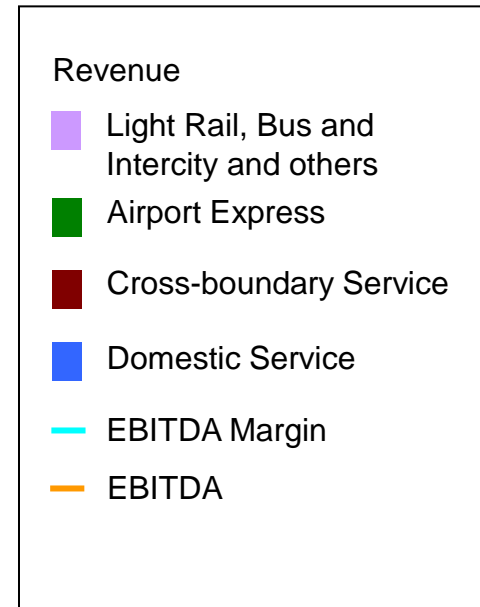 Revenue
Light Rail, Bus and
Intercity and others
Airport Express
Cross-boundary Service
Domestic Service
EBITDA Margin
EBITDA